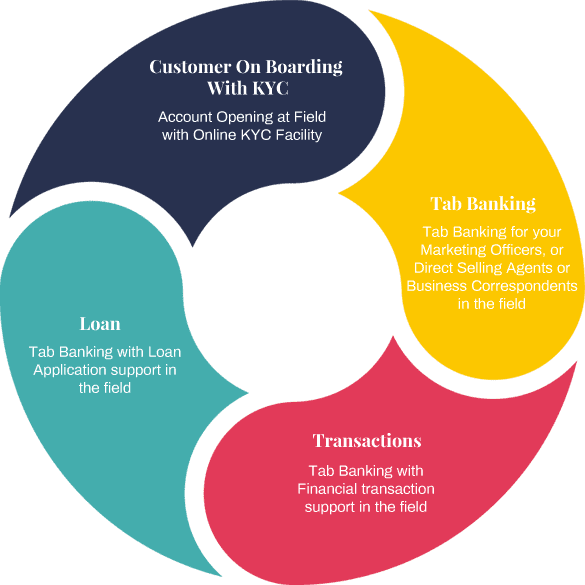 Customer On Boarding
With KYC
Account Opening at Field
with Online KYC Facility
Tab Banking
Tab Banking for your
Marketing Officers, or
Direct Selling Agents or
Business Correspondents
in the field
Transactions
Tab Banking with
Financial transaction
support in the field
Loan
Tab Banking with Loan
Application support in
the field